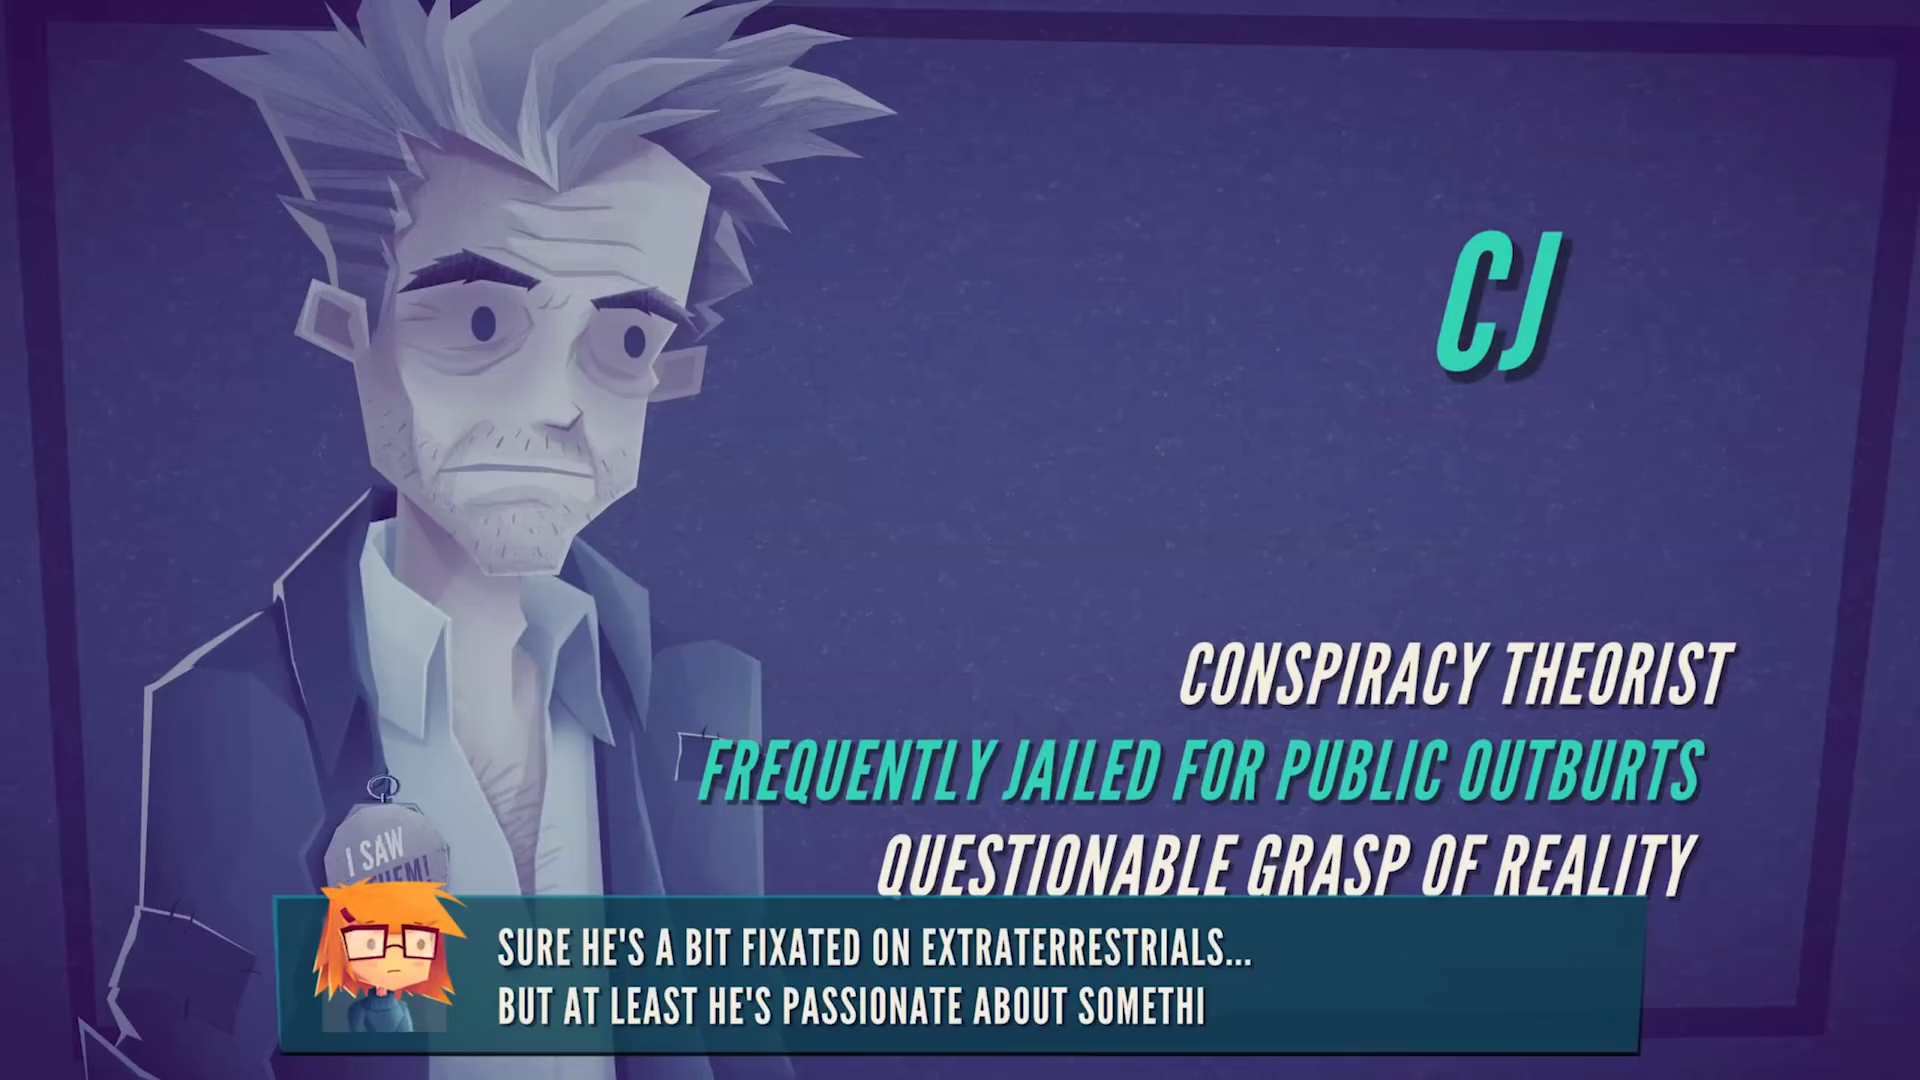 CJ
CONSPIRACY THEORIST
FREQUENTLY JAILED FOR PUBLIC OUTBURTS
QUESTIONABLE GRASP OF REALITY
I SAW
HEM!
SURE HE'S A BIT FIXATED ON EXTRATERRESTRIALS...
BUT AT LEAST HE'S PASSIONATE ABOUT SOMETHI